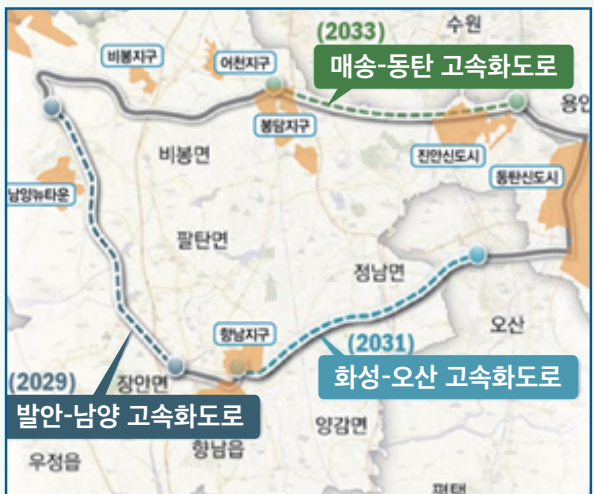 (2033)
수원
비봉지구
어천지구
매송-동탄 고속화도로
용인
봉담지구
비봉면
진안신도시
동탄신도시
남양뉴타운
팔탄면
정남면
오산
향남지구
(2031)
화성-오산 고속화도로
(2029)
장안면
발안-남양 고속화도로
양감면
향남읍
우정읍
평택